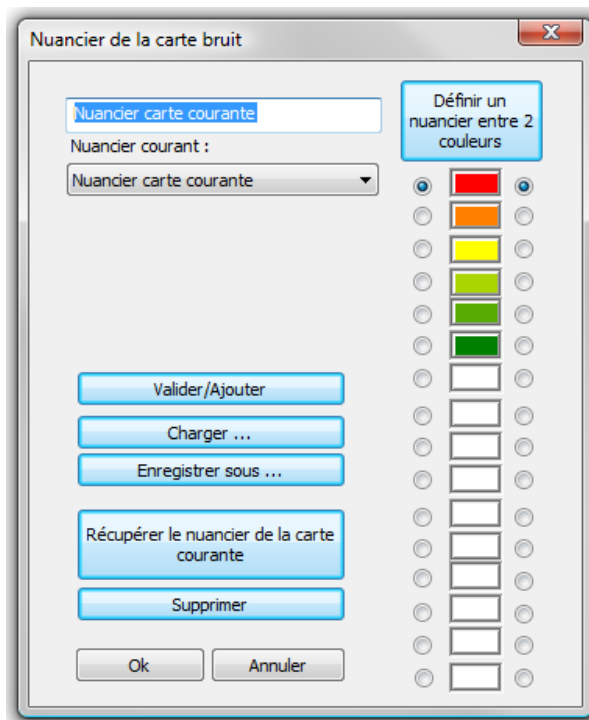 Nuancier de la carte bruit
Nuancier carte courante
Définir un
nuancier entre 2
couleurs
Nuancier courant :
Nuancier carte courante
Valider/Ajouter
Charger ...
Enregistrer sous ...
Récupérer le nuancier de la carte
courante
Supprimer
Ok
Annuler